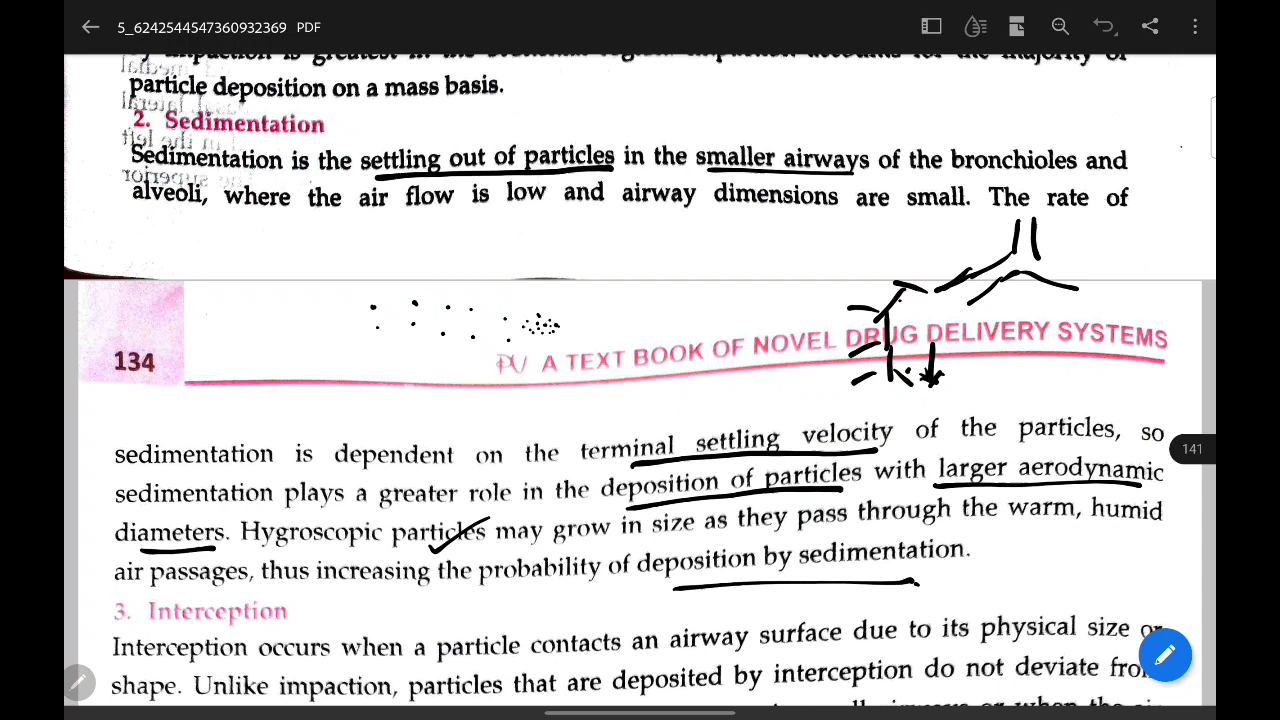 5_6242544547360932369 PDF
particle deposition on a mass basis.
2. Sedimentation
Sedimentation is the settling out of particles in the smaller airways of the bronchioles and
alveoli, where the air flow is low and airway dimensions are small. The rate of
134
PV A TEXT BOOK OF NOVEL DRUG DELIVERY SYSTEMS
sedimentation is dependent on the terminal settling velocity of the particles, so
141
sedimentation plays a greater role in the deposition of particles with larger aerodynamic
diameters. Hygroscopic particles may grow in size as they pass through the warm, humid
air passages, thus increasing the probability of deposition by sedimentation.
3. Interception
Interception occurs when a particle contacts an airway surface due to its physical size or
shape. Unlike impaction, particles that are deposited by interception do not deviate from